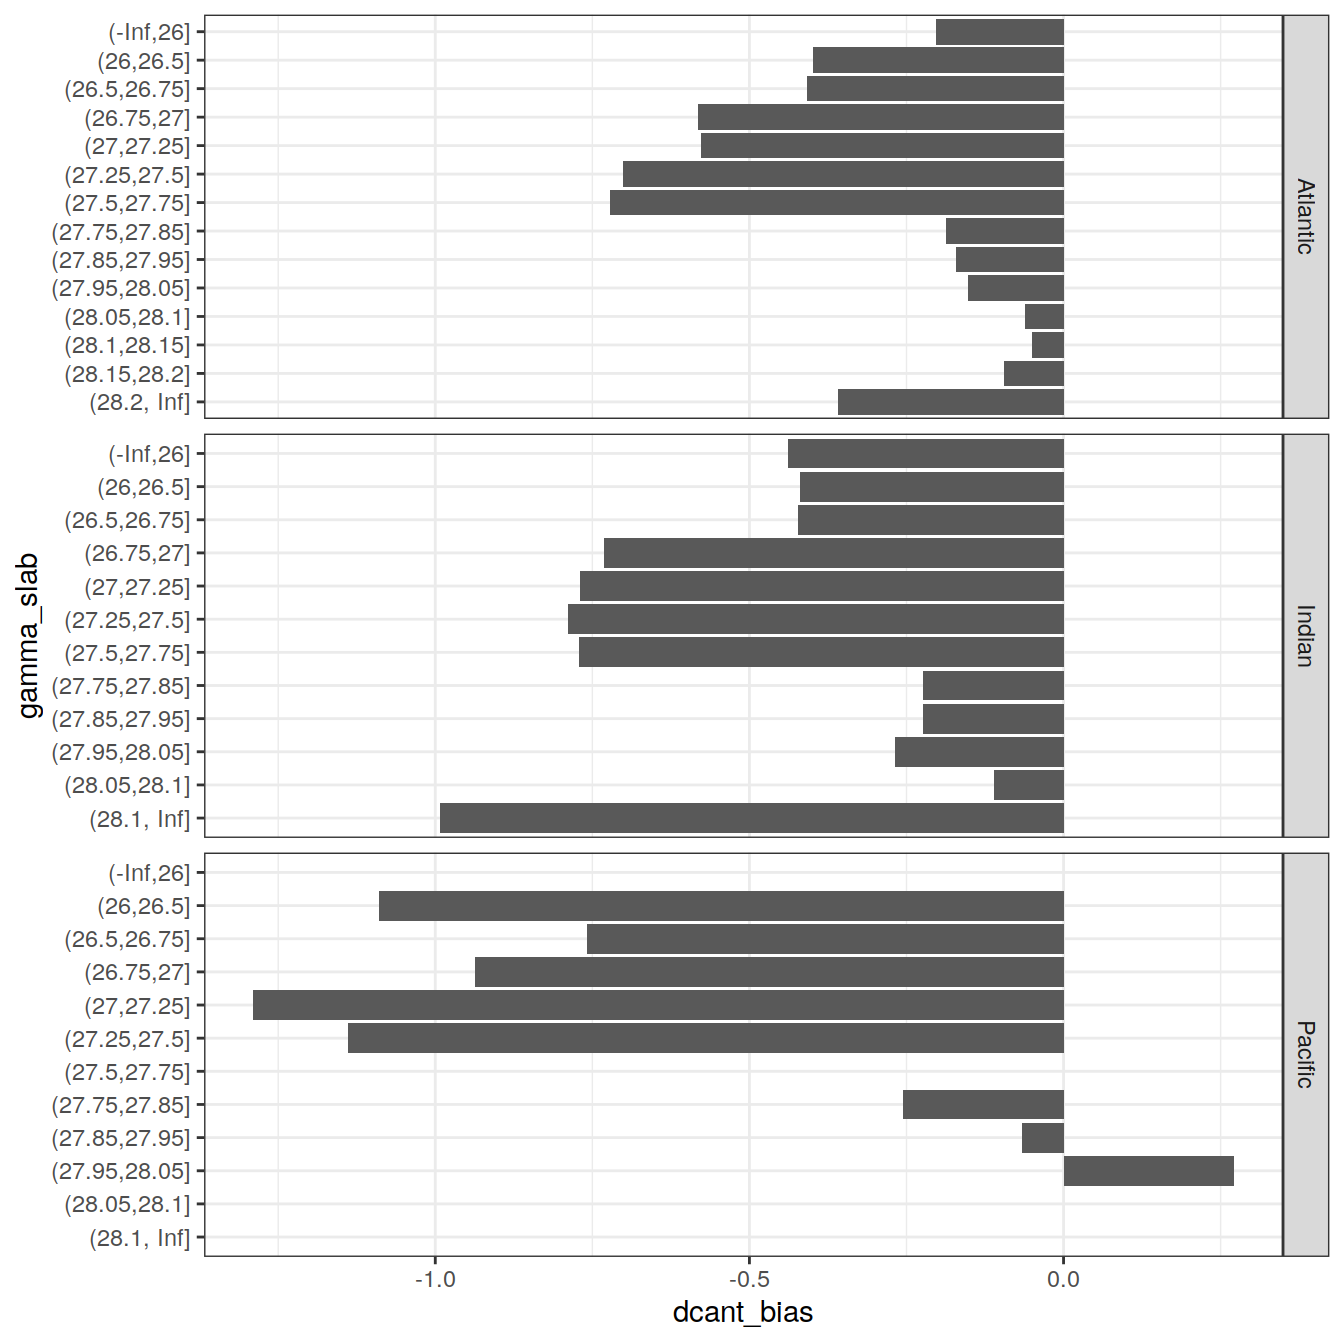 (-Inf,26]
(26,26.5]
(26.5,26.75]
(26.75,27]
(27,27.25]
(27.25,27.5]
(27.5,27.75]
(27.75,27.85]
(27.85,27.95]
(27.95,28.05]
(28.05,28.1]
(28.1,28.15]
(28.15,28.2]
(28.2, Inf]
Atlantic
(-Inf,26]
(26,26.5]
(26.5,26.75]
(26.75,27]
(27,27.25]
(27.25,27.5]
(27.5,27.75]
(27.75,27.85]
(27.85,27.95]
(27.95,28.05]
(28.05,28.1]
(28.1, Inf]
Indian
gamma_slab
(-Inf,26]
(26,26.5]
(26.5,26.75]
(26.75,27]
(27,27.25]
(27.25,27.5]
(27.5,27.75]
(27.75,27.85]
(27.85,27.95]
(27.95,28.05]
(28.05,28.1]
(28.1, Inf]
Pacific
-1.0 -0.5 0.0
dcant_bias